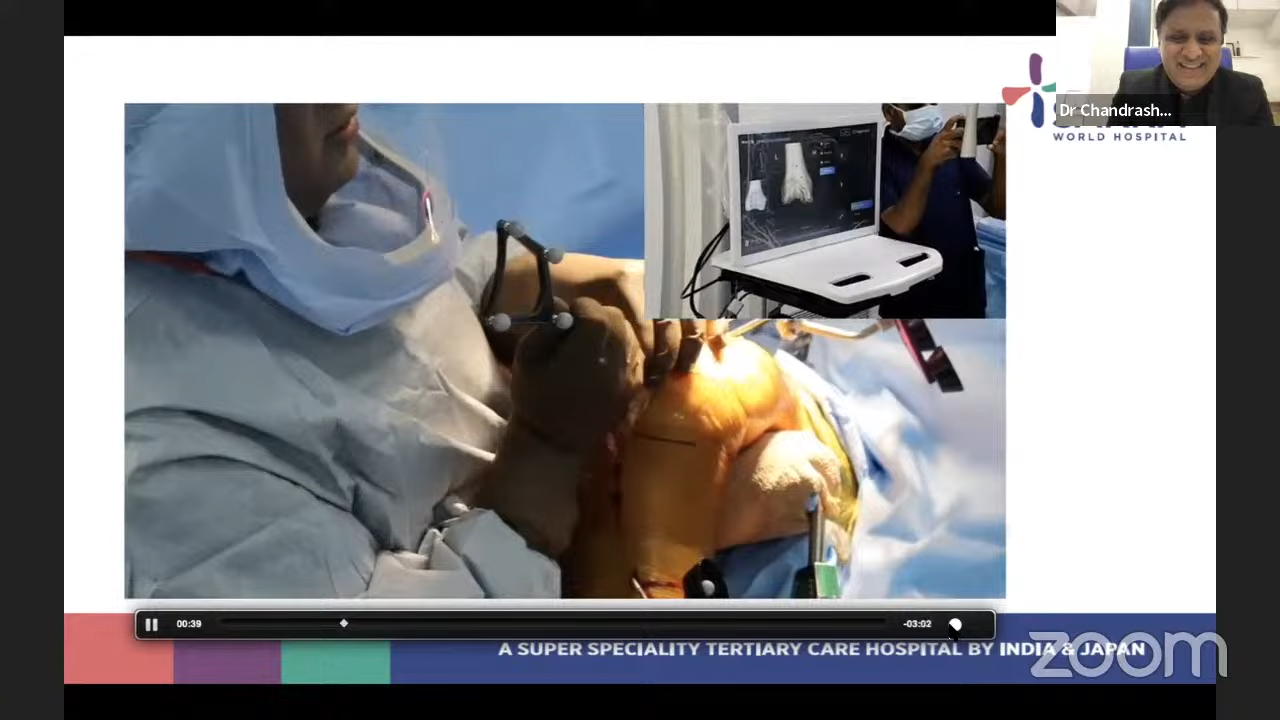 Dr Chandrash...
WORLD HOSPITAL
00:39
-03:02
A SUPER SPECIALITY TERTIARY CARE HOSPITAL BY INDIA & JAPAN
zoom